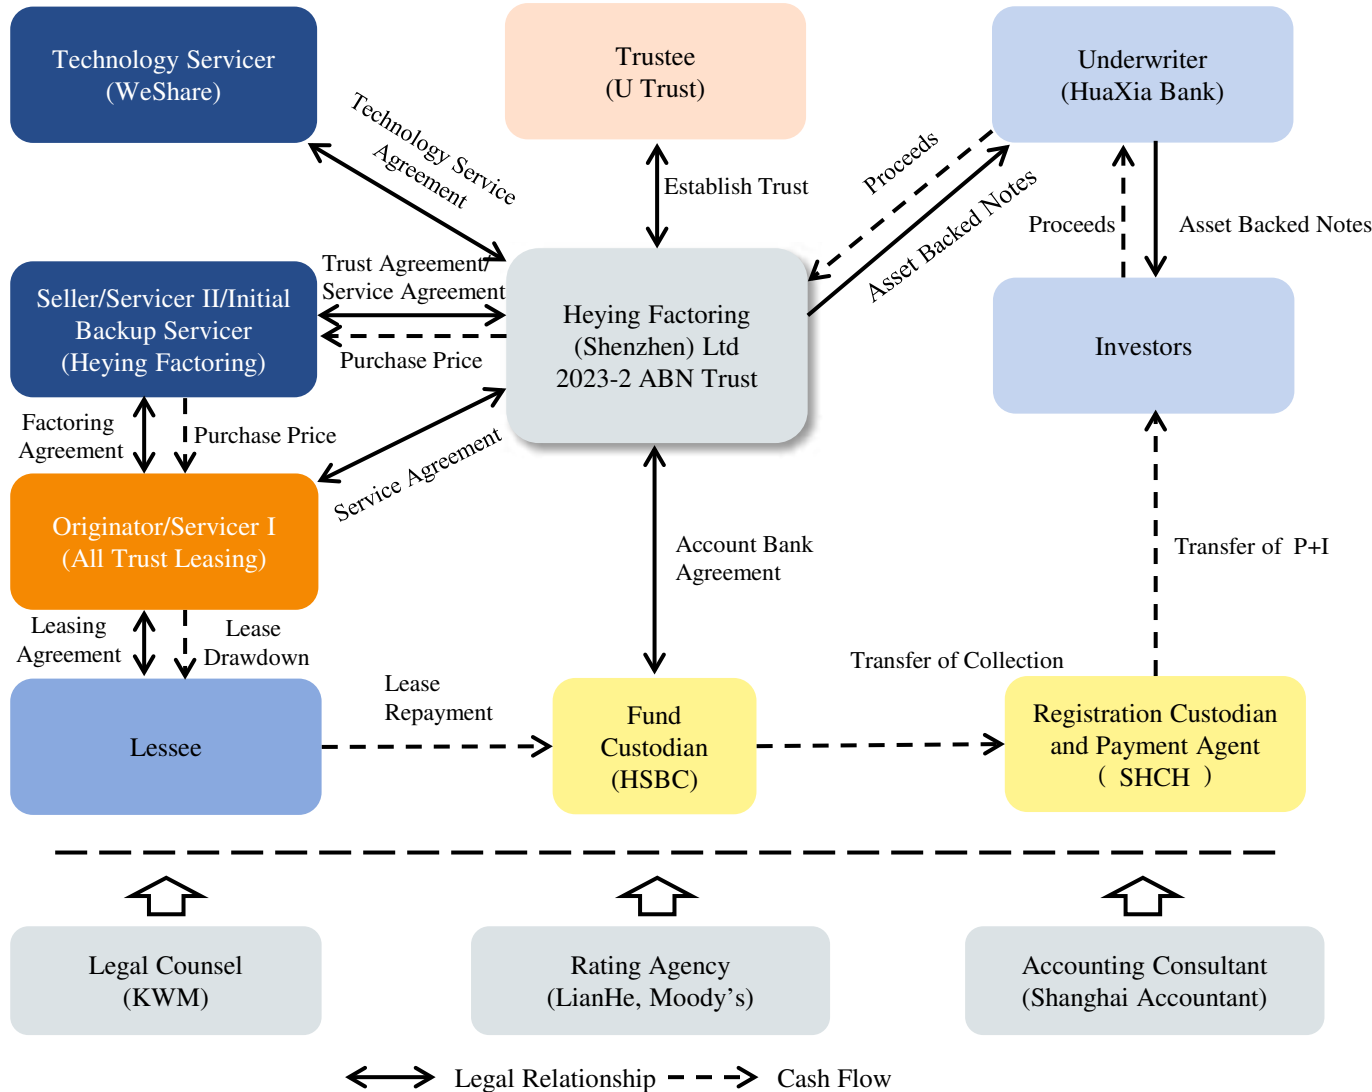 Technology Servicer
(WeShare)
Trustee
(U Trust)
Underwriter
(HuaXia Bank)
Technology Service
Agreement
Establish Trust
Proceeds
Asset Backed Notes
Proceeds
Asset Backed Notes
Seller/Servicer II/Initial
Backup Servicer
(Heying Factoring)
Trust Agreement/
Service Agreement
Purchase Price
Heying Factoring
(Shenzhen) Ltd
2023-2 ABN Trust
Investors
Factoring
Agreement
Purchase Price
Service Agreement
Originator/Servicer I
(All Trust Leasing)
Account Bank
Agreement
Transfer of P+I
Leasing
Agreement
Lease
Drawdown
Lessee
Lease
Repayment
Fund
Custodian
(HSBC)
Transfer of Collection
Registration Custodian
and Payment Agent
( SHCH )
Legal Counsel
(KWM)
Rating Agency
(LianHe, Moody’s)
Accounting Consultant
(Shanghai Accountant)
Legal Relationship
Cash Flow